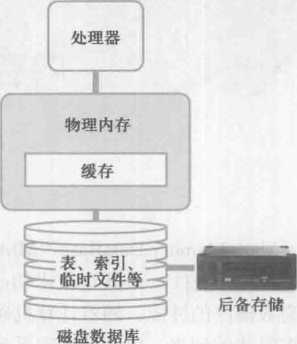 处理器
物理内存
缓存
表、索引、
临时文件等
后备存储
磁盘数据库